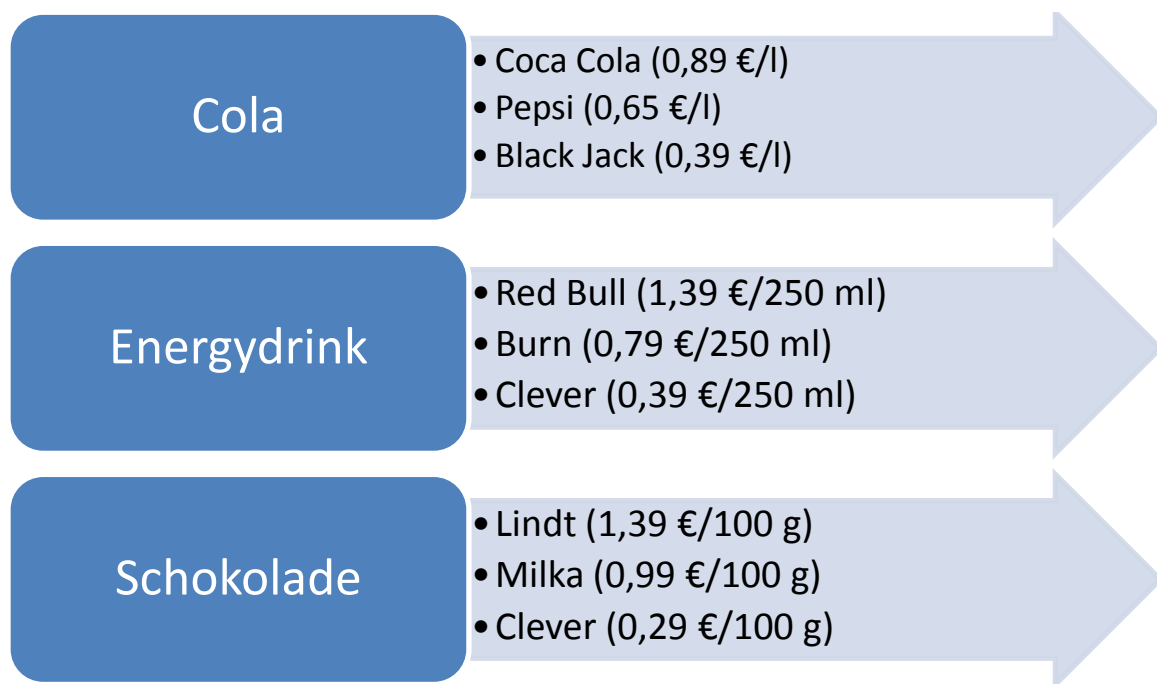 Cola
• Coca Cola (0,89 €/l)
• Pepsi (0,65 €/l)
• Black Jack (0,39 €/l)
Energydrink
• Red Bull (1,39 €/250 ml)
• Burn (0,79 €/250 ml)
• Clever (0,39 €/250 ml)
Schokolade
• Lindt (1,39 €/100 g)
• Milka (0,99 €/100 g)
• Clever (0,29 €/100 g)